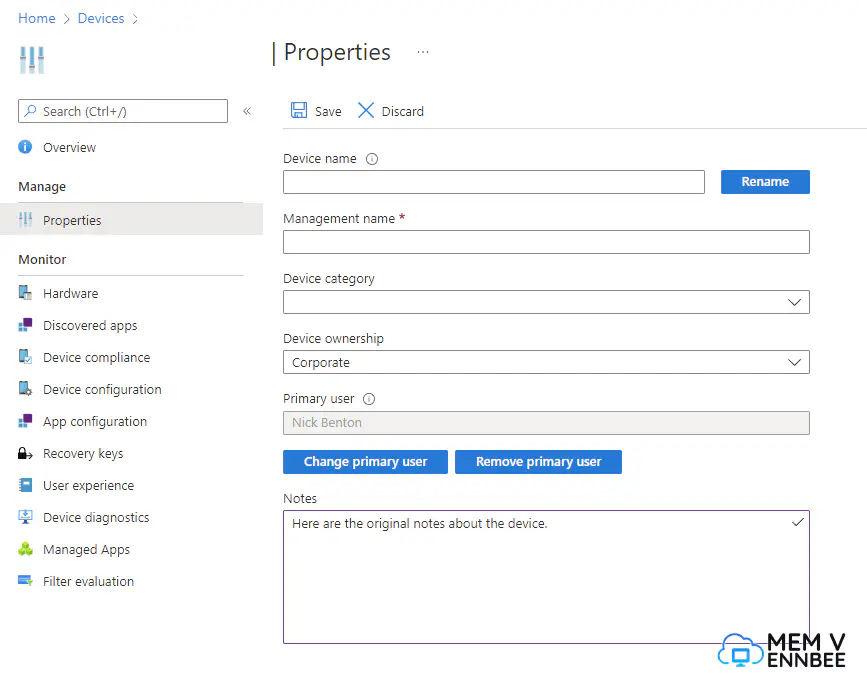 Home > Devices >
| Properties ...
Search (Ctrl+/)
«
Overview
Manage
Properties
Monitor
Hardware
Discovered apps
Device compliance
Device configuration
App configuration
Recovery keys
User experience
Device diagnostics
Managed Apps
Filter evaluation
Save Discard
Device name
Rename
Management name *
Device category
Device ownership
Corporate
Primary user
Nick Benton
Change primary user Remove primary user
Notes
Here are the original notes about the device.
MEM V
ENNBEE